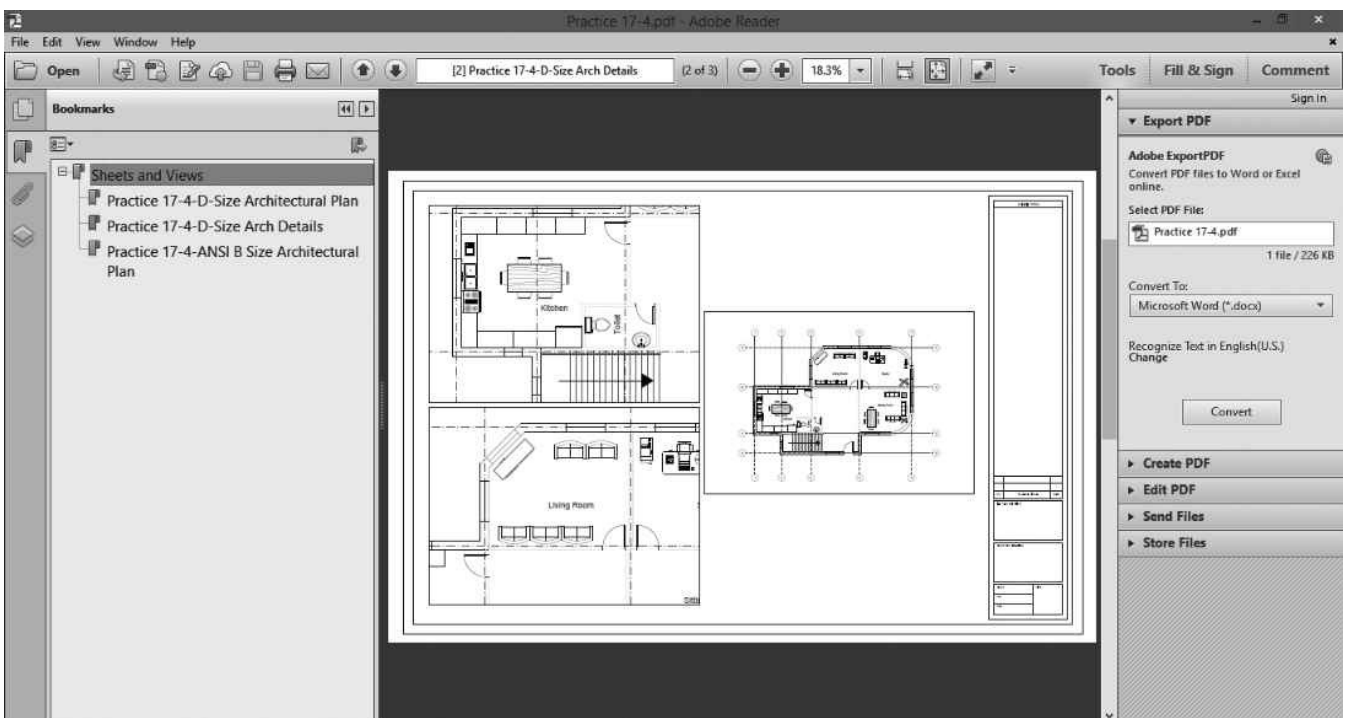 Practice 17-4.pdf - Adobe Reader
File Edit View Window Help
Open [2] Practice 17-4-D-Size Arch Details (2 of 3) 18.3% Tools Fill & Sign Comment
Bookmarks
Sheets and Views
Practice 17-4-D-Size Architectural Plan
Practice 17-4-D-Size Arch Details
Practice 17-4-ANSI B Size Architectural
Plan
Kitchen
Toilet
Living Room
Sign In
Export PDF
Adobe ExportPDF
Convert PDF files to Word or Excel
online.
Select PDF File:
Practice 17-4.pdf
1 file / 226 KB
Convert To:
Microsoft Word (*.docx)
Recognize Text in English(U.S.)
Change
Convert
Create PDF
Edit PDF
Send Files
Store Files